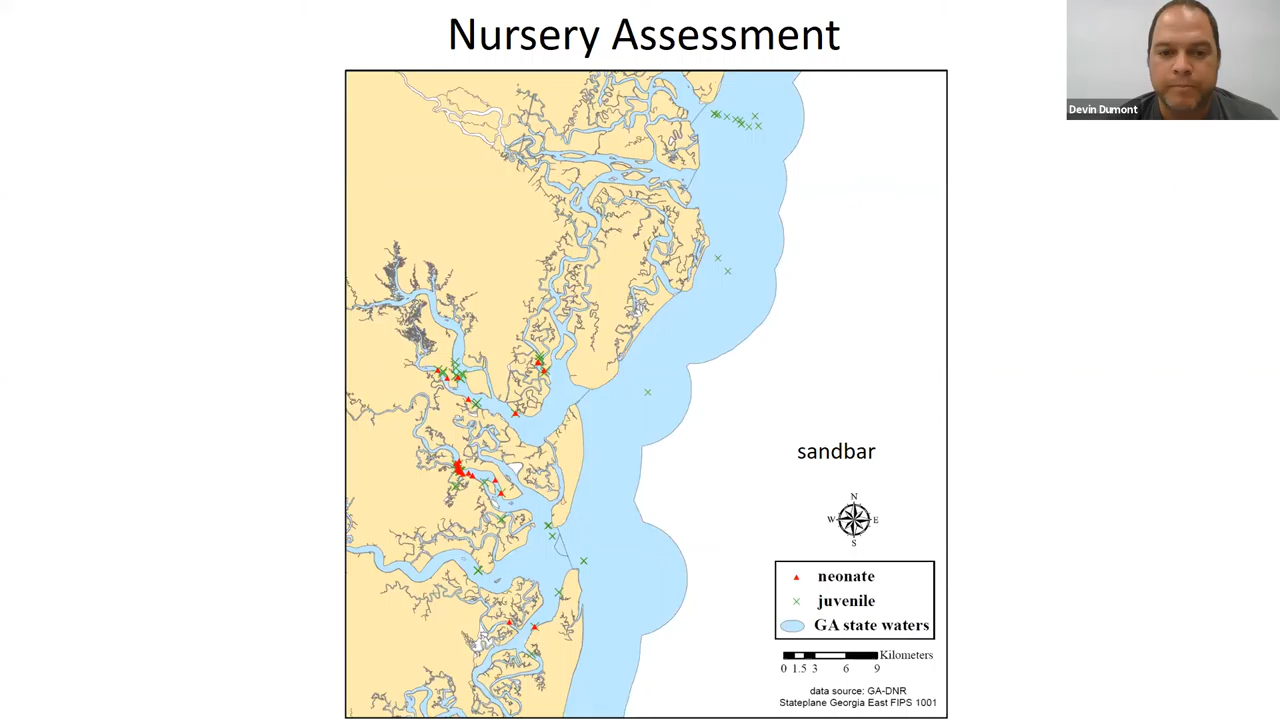 Nursery Assessment
Devin Dumont
sandbar
N
W E
S
neonate
juvenile
GA state waters
Kilometers
0 1.5 3 6 9
data source: GA-DNR
Stateplane Georgia East FIPS 1001